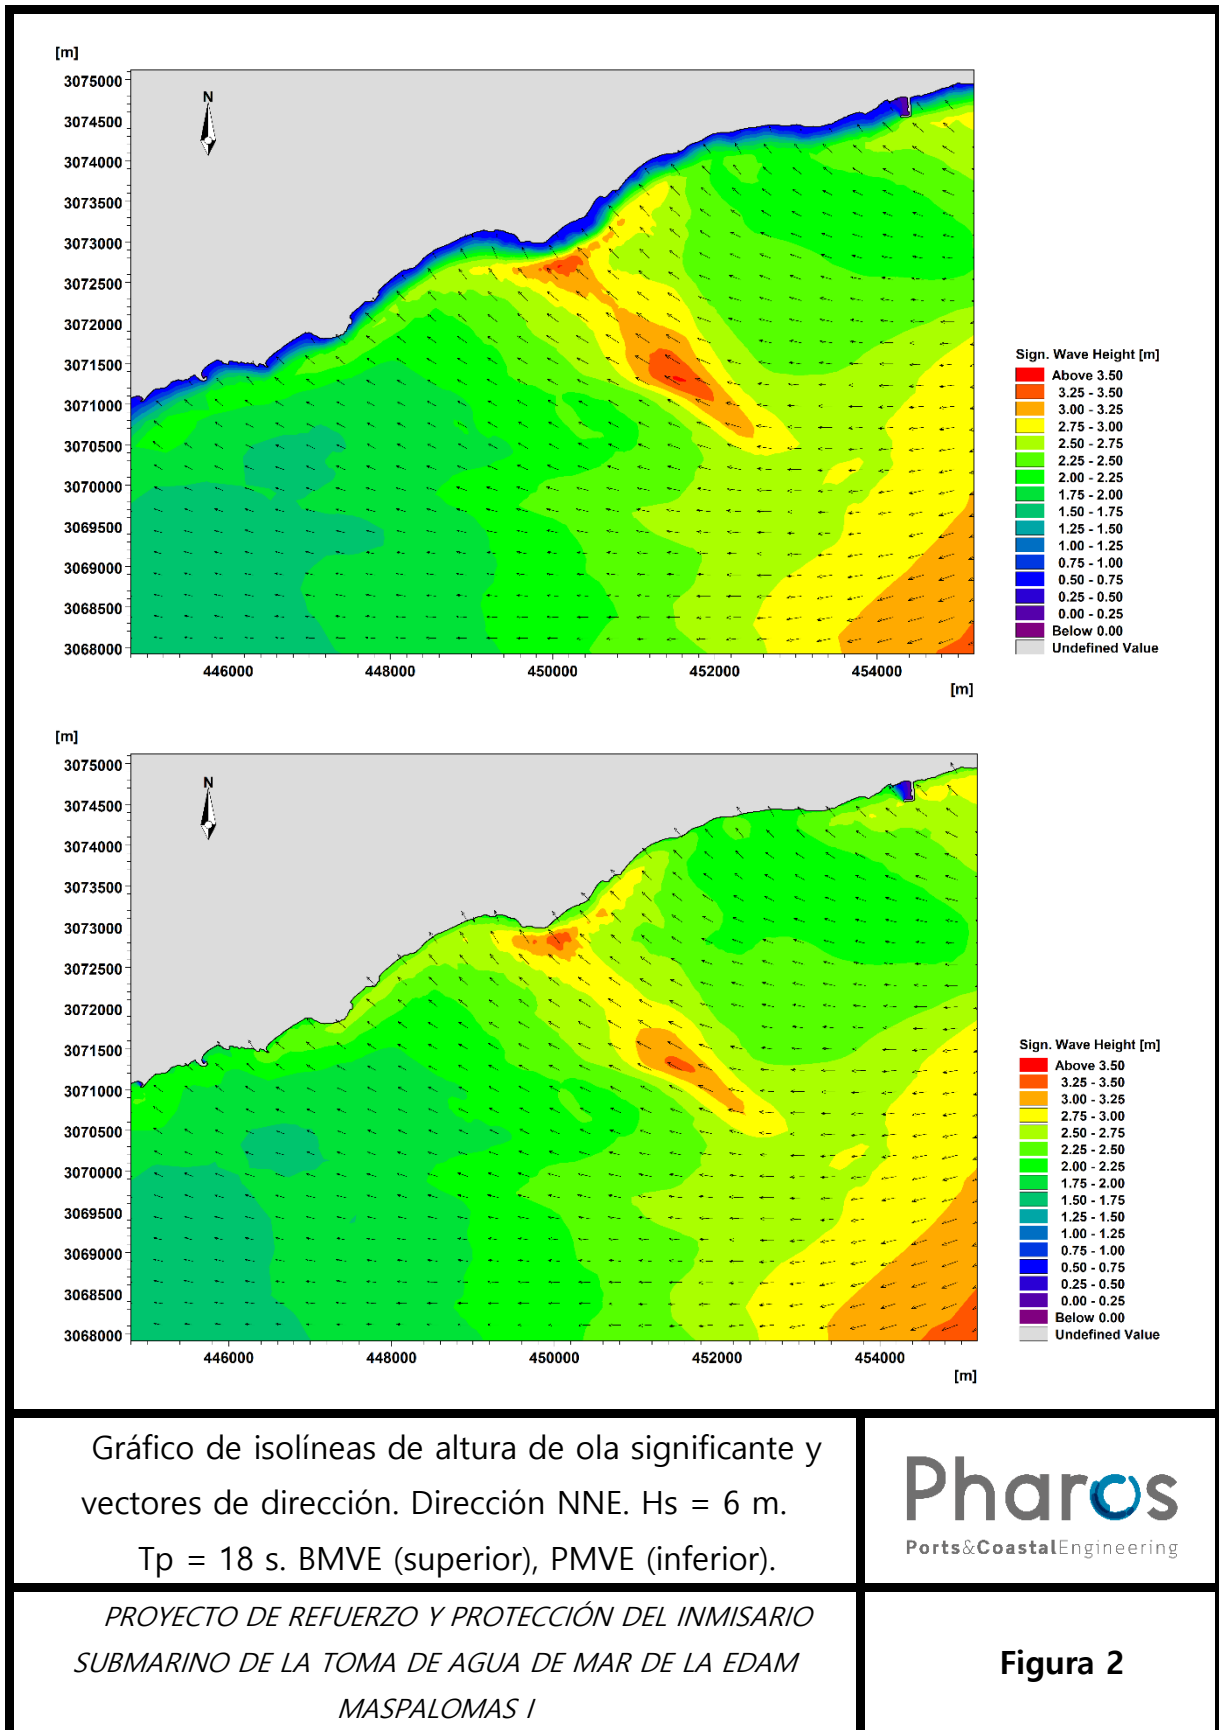 [m]
3075000
3074500
3074000
3073500
3073000
3072500
3072000
3071500
3071000
3070500
3070000
3069500
3069000
3068500
3068000
N
446000
448000
450000
452000
454000
[m]
Sign. Wave Height [m]
Above 3.50
3.25 - 3.50
3.00 - 3.25
2.75 - 3.00
2.50 - 2.75
2.25 - 2.50
2.00 - 2.25
1.75 - 2.00
1.50 - 1.75
1.25 - 1.50
1.00 - 1.25
0.75 - 1.00
0.50 - 0.75
0.25 - 0.50
0.00 - 0.25
Below 0.00
Undefined Value
[m]
3075000
3074500
3074000
3073500
3073000
3072500
3072000
3071500
3071000
3070500
3070000
3069500
3069000
3068500
3068000
N
446000
448000
450000
452000
454000
[m]
Sign. Wave Height [m]
Above 3.50
3.25 - 3.50
3.00 - 3.25
2.75 - 3.00
2.50 - 2.75
2.25 - 2.50
2.00 - 2.25
1.75 - 2.00
1.50 - 1.75
1.25 - 1.50
1.00 - 1.25
0.75 - 1.00
0.50 - 0.75
0.25 - 0.50
0.00 - 0.25
Below 0.00
Undefined Value
Gráfico de isolíneas de altura de ola significante y
vectores de dirección. Dirección NNE. Hs = 6 m.
Tp = 18 s. BMVE (superior), PMVE (inferior).
Pharos
Ports&CoastalEngineering
PROYECTO DE REFUERZO Y PROTECCIÓN DEL INMISARIO
SUBMARINO DE LA TOMA DE AGUA DE MAR DE LA EDAM
MASPALOMAS I
Figura 2